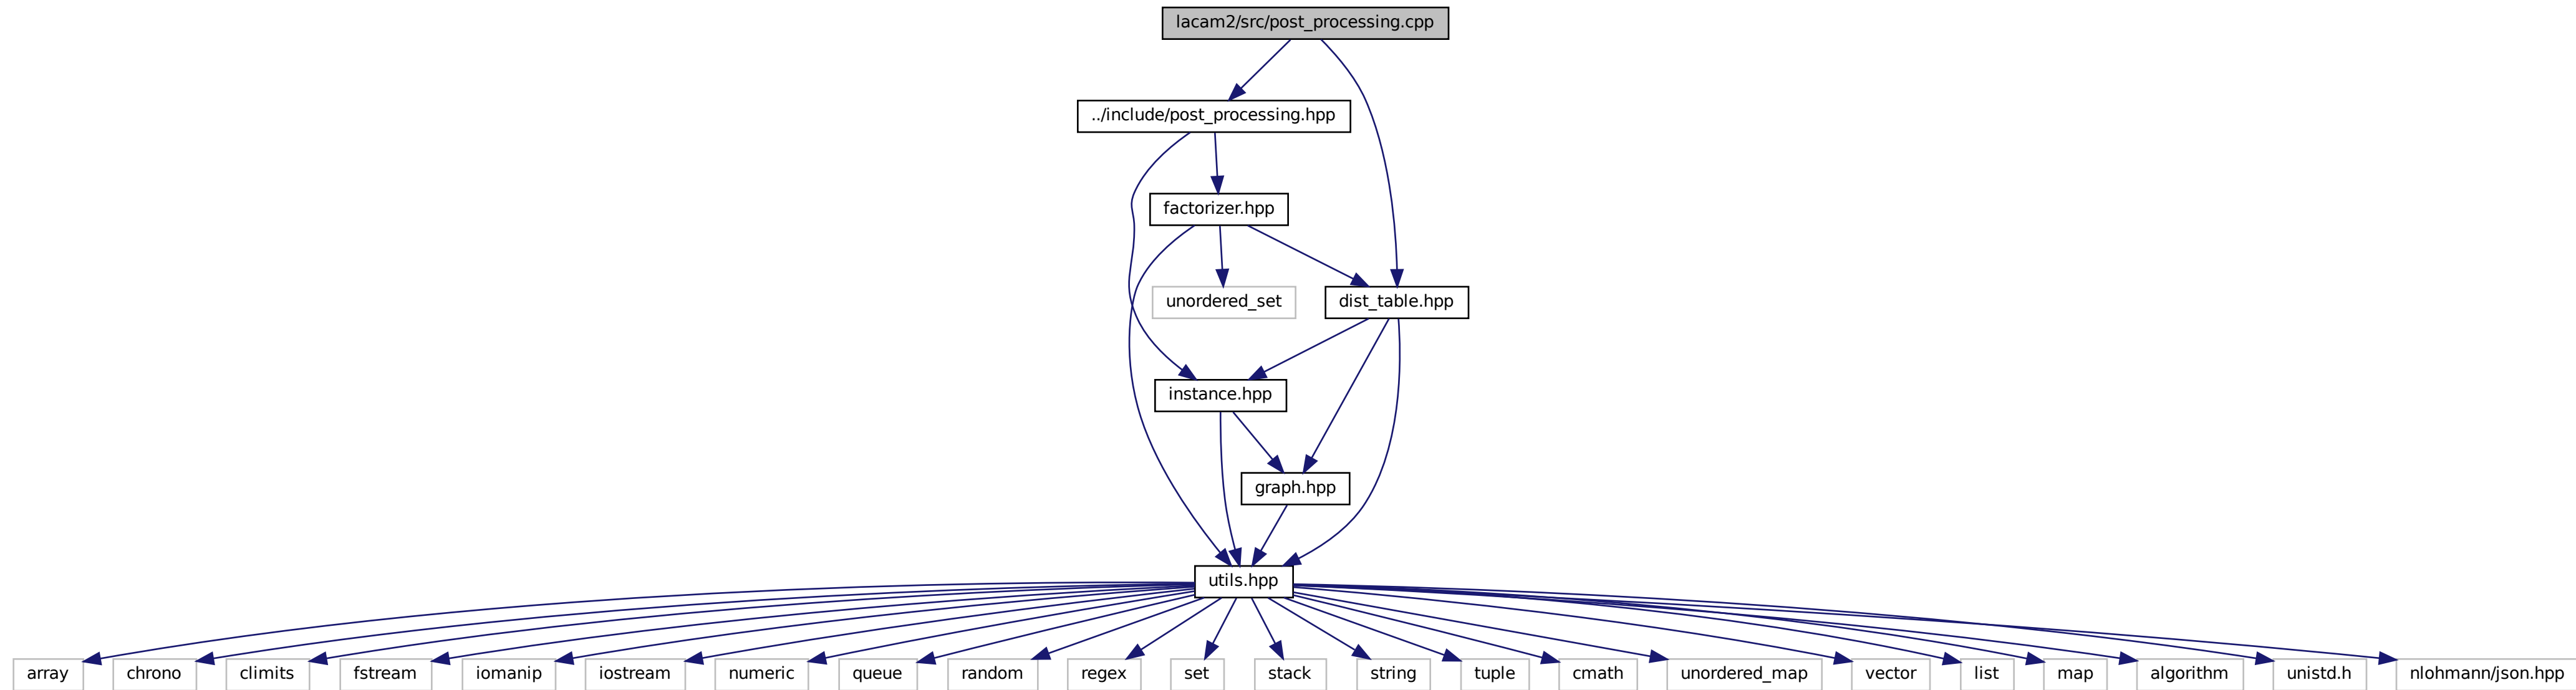 lacam2/src/post_processing.cpp
../include/post_processing.hpp
factorizer.hpp
unordered_set
dist_table.hpp
instance.hpp
graph.hpp
utils.hpp
array
chrono
climits
fstream
iomanip
iostream
numeric
queue
random
regex
set
stack
string
tuple
cmath
unordered_map
vector
list
map
algorithm
unistd.h
nlohmann/json.hpp